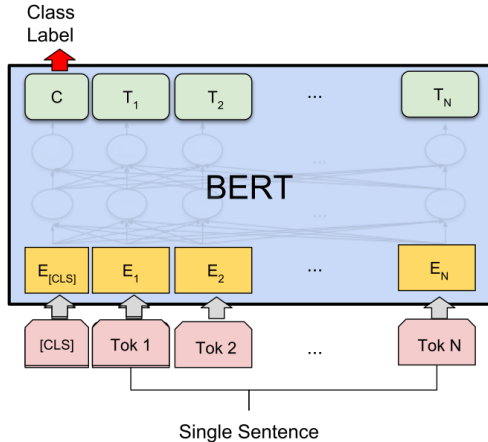 Class
Label
C T1 T2 ... TN
...
BERT
...
E[CLS] E1 E2 ... EN
[CLS] Tok 1 Tok 2 ... Tok N
Single Sentence